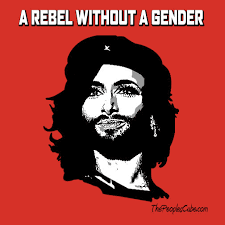 A REBEL WITHOUT A GENDER
ThePeoplesCube.com